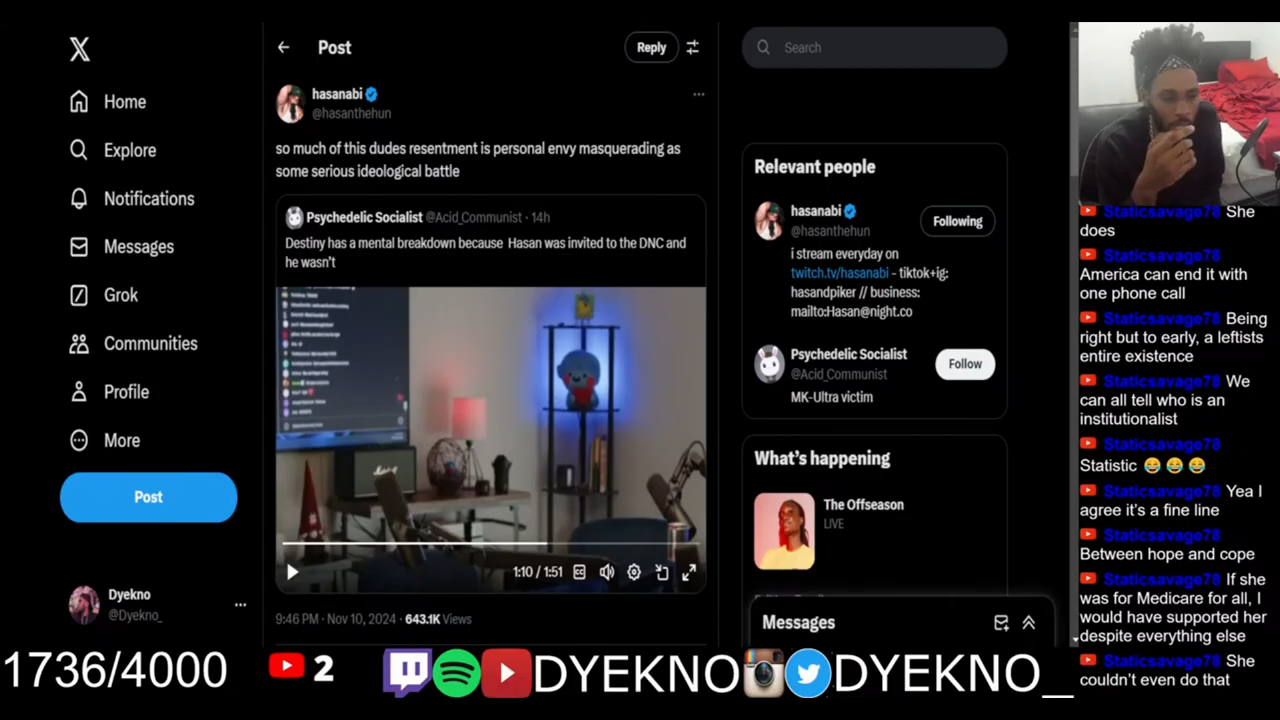 Home
Explore
Notifications
Messages
Grok
Communities
Profile
More
Post
Dyekno
@Dyekno_
Post
Reply
hasanabi
@hasanthehun
so much of this dudes resentment is personal envy masquerading as
some serious ideological battle
Psychedelic Socialist @Acid_Communist · 14h
Destiny has a mental breakdown because Hasan was invited to the DNC and
he wasn't
Marshall
1:10 / 1:51
9:46 PM · Nov 10, 2024 · 643.1K Views
Search
Relevant people
hasanabi
@hasanthehun
Following
i stream everyday on
twitch.tv/hasanabi - tiktok+ig:
hasandpiker // business:
mailto:Hasan@night.co
Psychedelic Socialist
@Acid_Communist
Follow
MK-Ultra victim
What's happening
The Offseason
LIVE
Messages
Staticsavage78 She
does
Staticsavage78
America can end it with
one phone call
Staticsavage78 Being
right but to early, a leftists
entire existence
Staticsavage78 We
can all tell who is an
institutionalist
Staticsavage78
Statistic 😂 😂 😂
Staticsavage78 Yea I
agree it's a fine line
Staticsavage78
Between hope and cope
Staticsavage78 If she
was for Medicare for all, I
would have supported her
despite everything else
Staticsavage78 She
couldn't even do that
1736/4000
2
DYEKNO
DYEKNO_